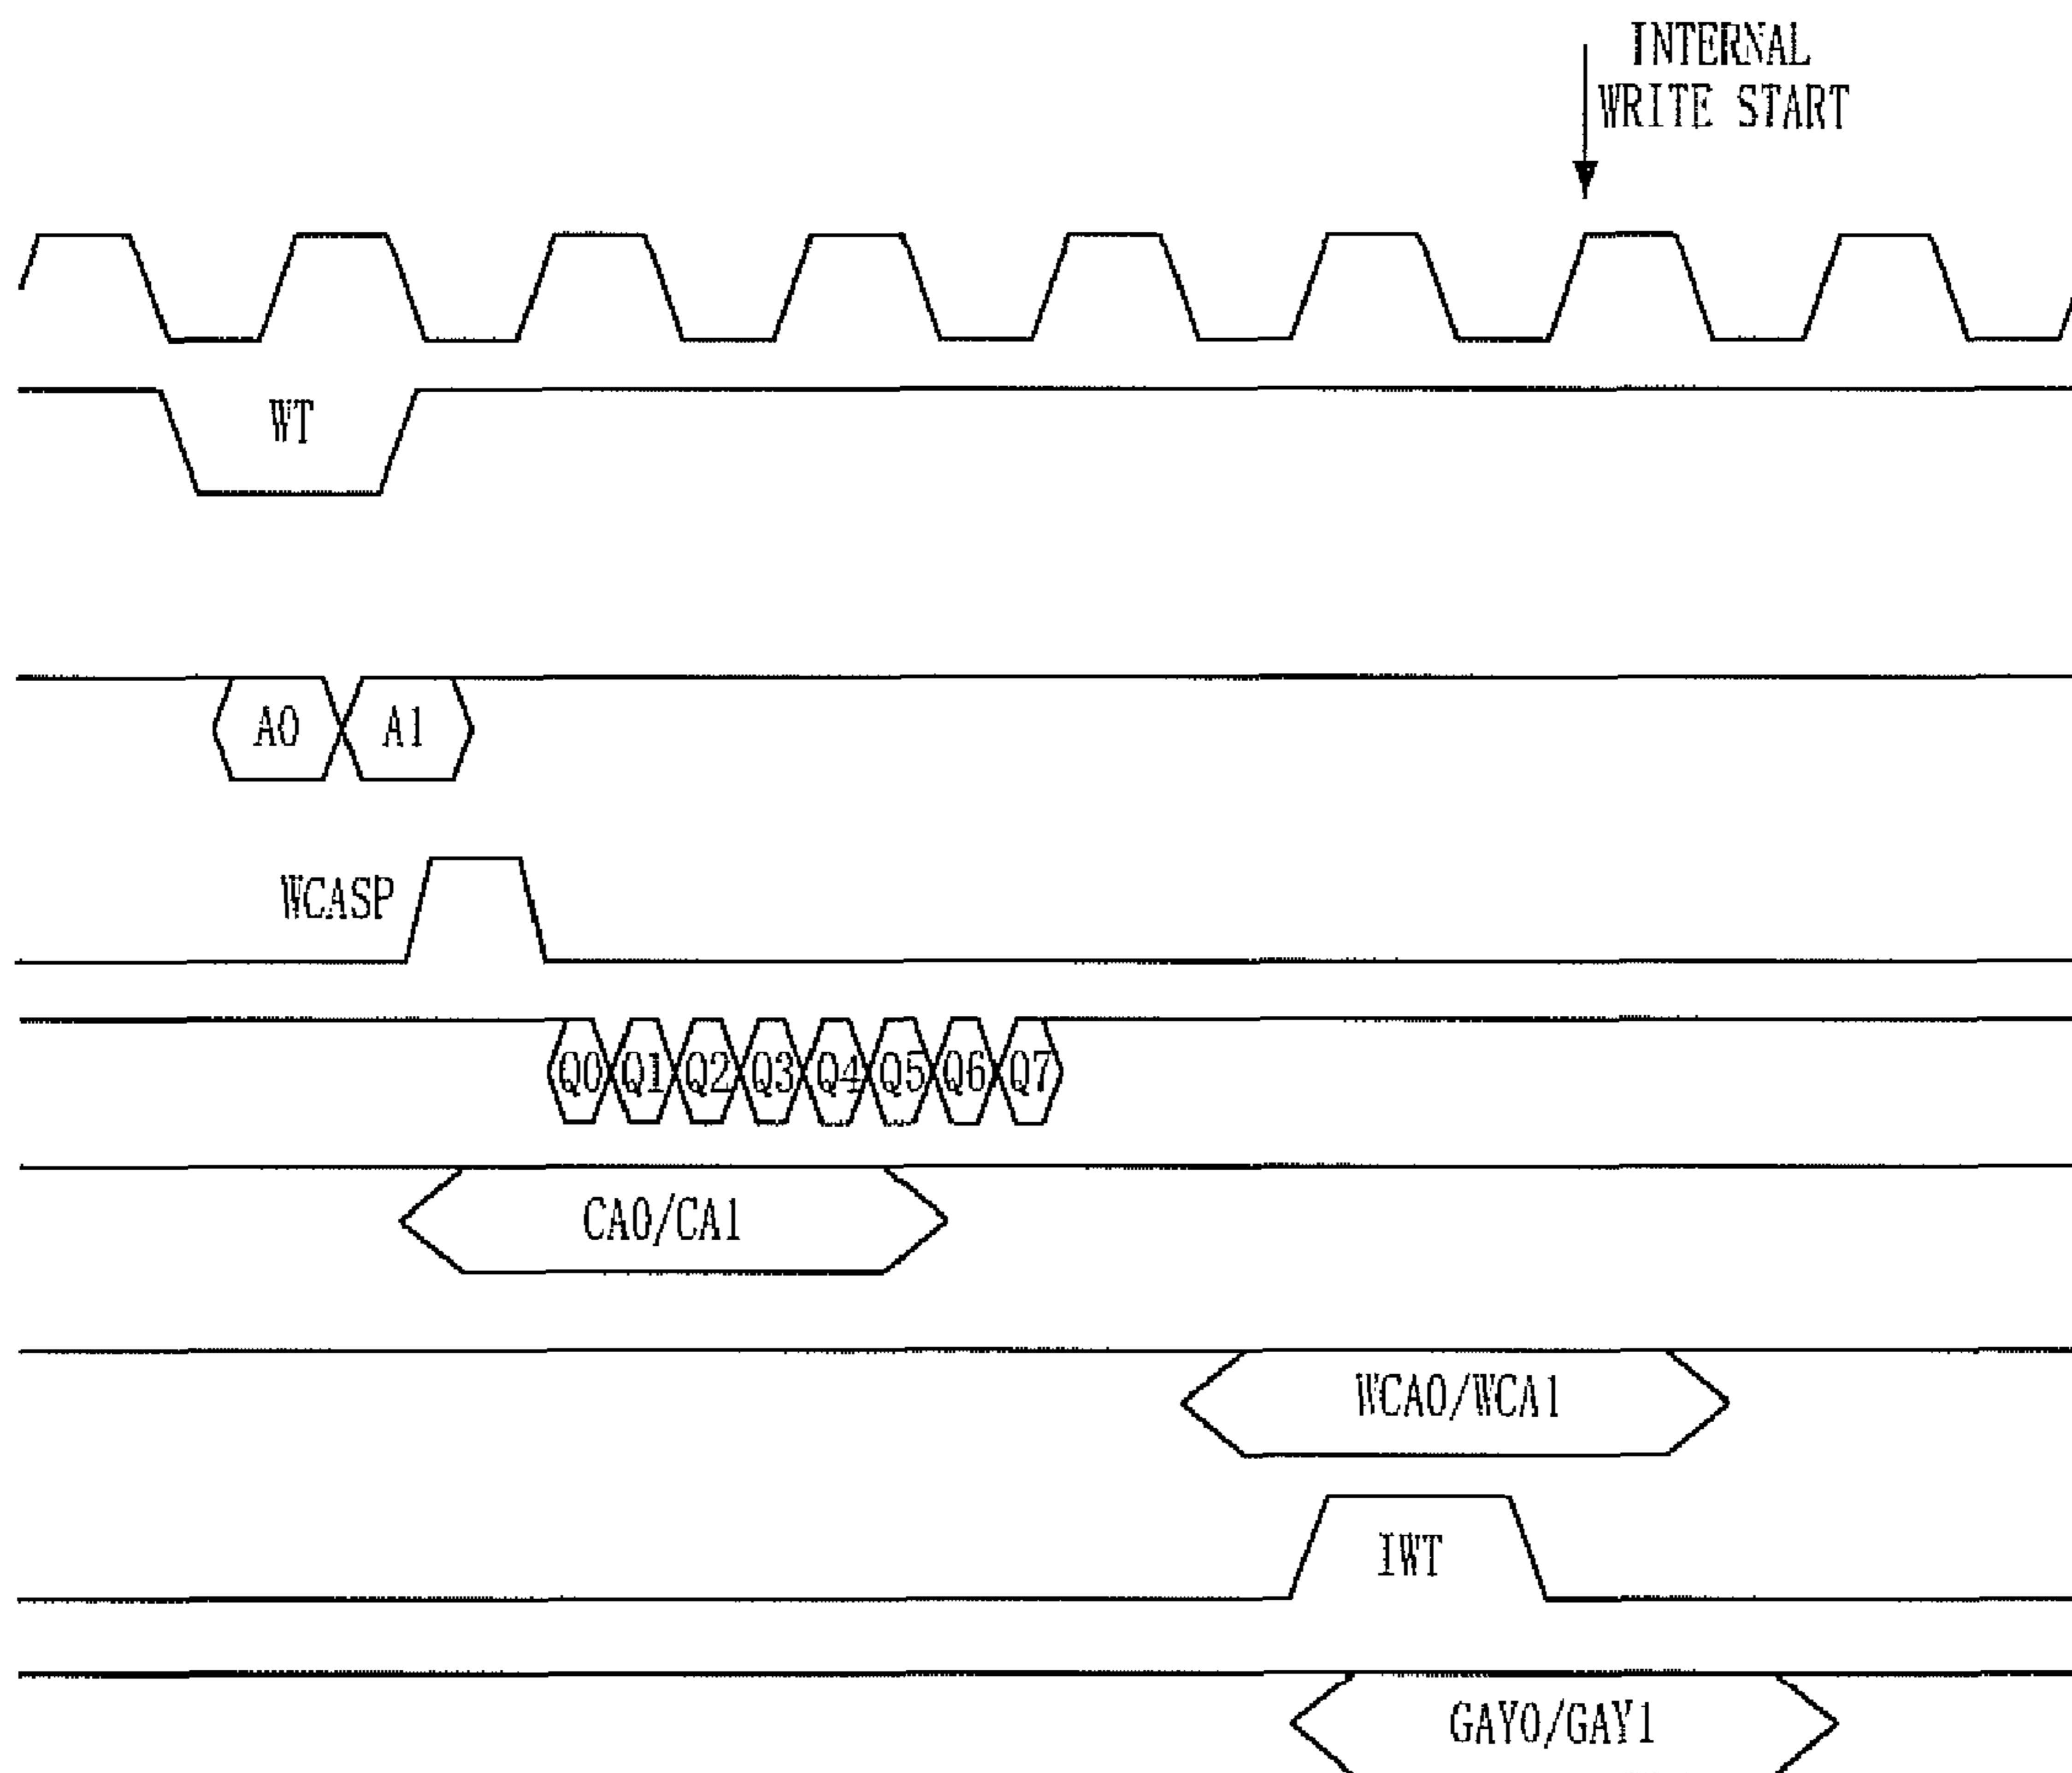 INTERNAL
WRITE START
WT
A0 A1
WCASP
Q0 Q1 Q2 Q3 Q4 Q5 Q6 Q7
CA0/CA1
WCA0/WCA1
IWT
GAY0/GAY1